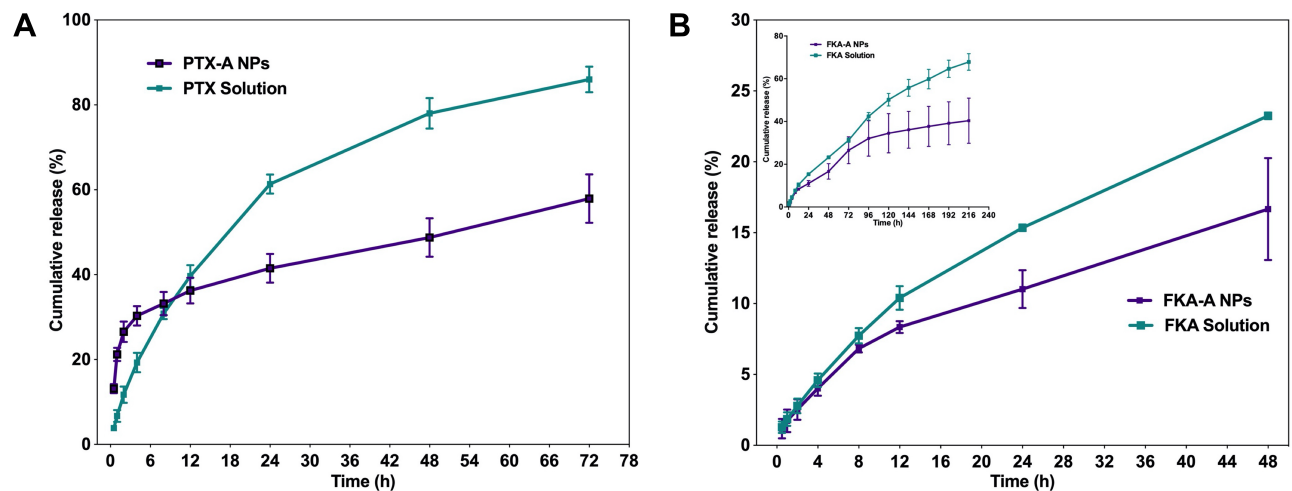 A
100
80
60
40
20
0
Cumulative release (%)
PTX-A NPs
PTX Solution
0 6 12 18 24 30 36 42 48 54 60 66 72 78
Time (h)
B
30
25
20
15
10
5
0
Cumulative release (%)
80
60
40
20
0
Cumulative release (%)
FKA-A NPs
FKA Solution
0 24 48 72 96 120 144 168 192 216 240
Time (h)
FKA-A NPs
FKA Solution
0 4 8 12 16 20 24 28 32 36 40 44 48
Time (h)